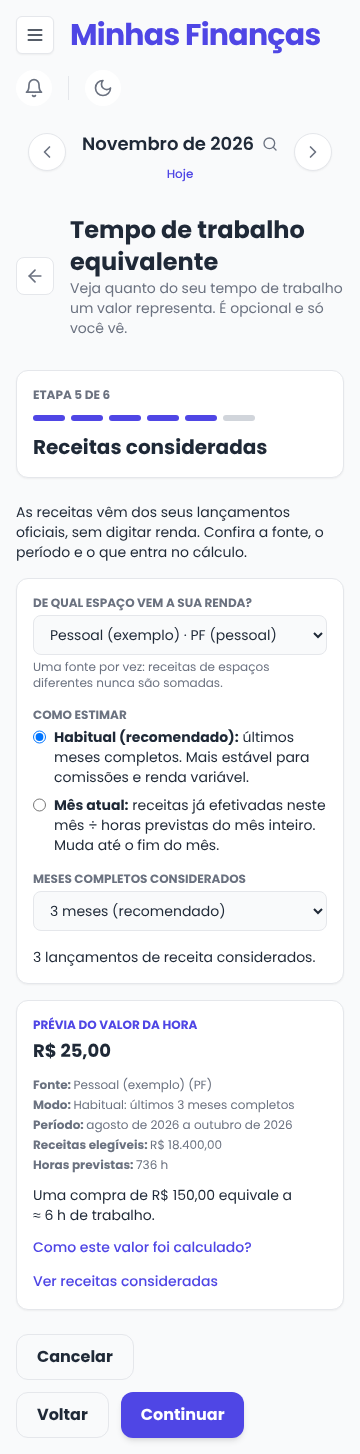 Minhas Finanças
Novembro de 2026
Hoje
Tempo de trabalho
equivalente
Veja quanto do seu tempo de trabalho
um valor representa. É opcional e só
você vê.
ETAPA 5 DE 6
Receitas consideradas
As receitas vêm dos seus lançamentos
oficiais, sem digitar renda. Confira a fonte, o
período e o que entra no cálculo.
DE QUAL ESPAÇO VEM A SUA RENDA?
Pessoal (exemplo) · PF (pessoal)
Uma fonte por vez: receitas de espaços
diferentes nunca são somadas.
COMO ESTIMAR
Habitual (recomendado): últimos
meses completos. Mais estável para
comissões e renda variável.
Mês atual: receitas já efetivadas neste
mês ÷ horas previstas do mês inteiro.
Muda até o fim do mês.
MESES COMPLETOS CONSIDERADOS
3 meses (recomendado)
3 lançamentos de receita considerados.
PRÉVIA DO VALOR DA HORA
R$ 25,00
Fonte: Pessoal (exemplo) (PF)
Modo: Habitual: últimos 3 meses completos
Período: agosto de 2026 a outubro de 2026
Receitas elegíveis: R$ 18.400,00
Horas previstas: 736 h
Uma compra de R$ 150,00 equivale a
≈ 6 h de trabalho.
Como este valor foi calculado?
Ver receitas consideradas
Cancelar
Voltar
Continuar